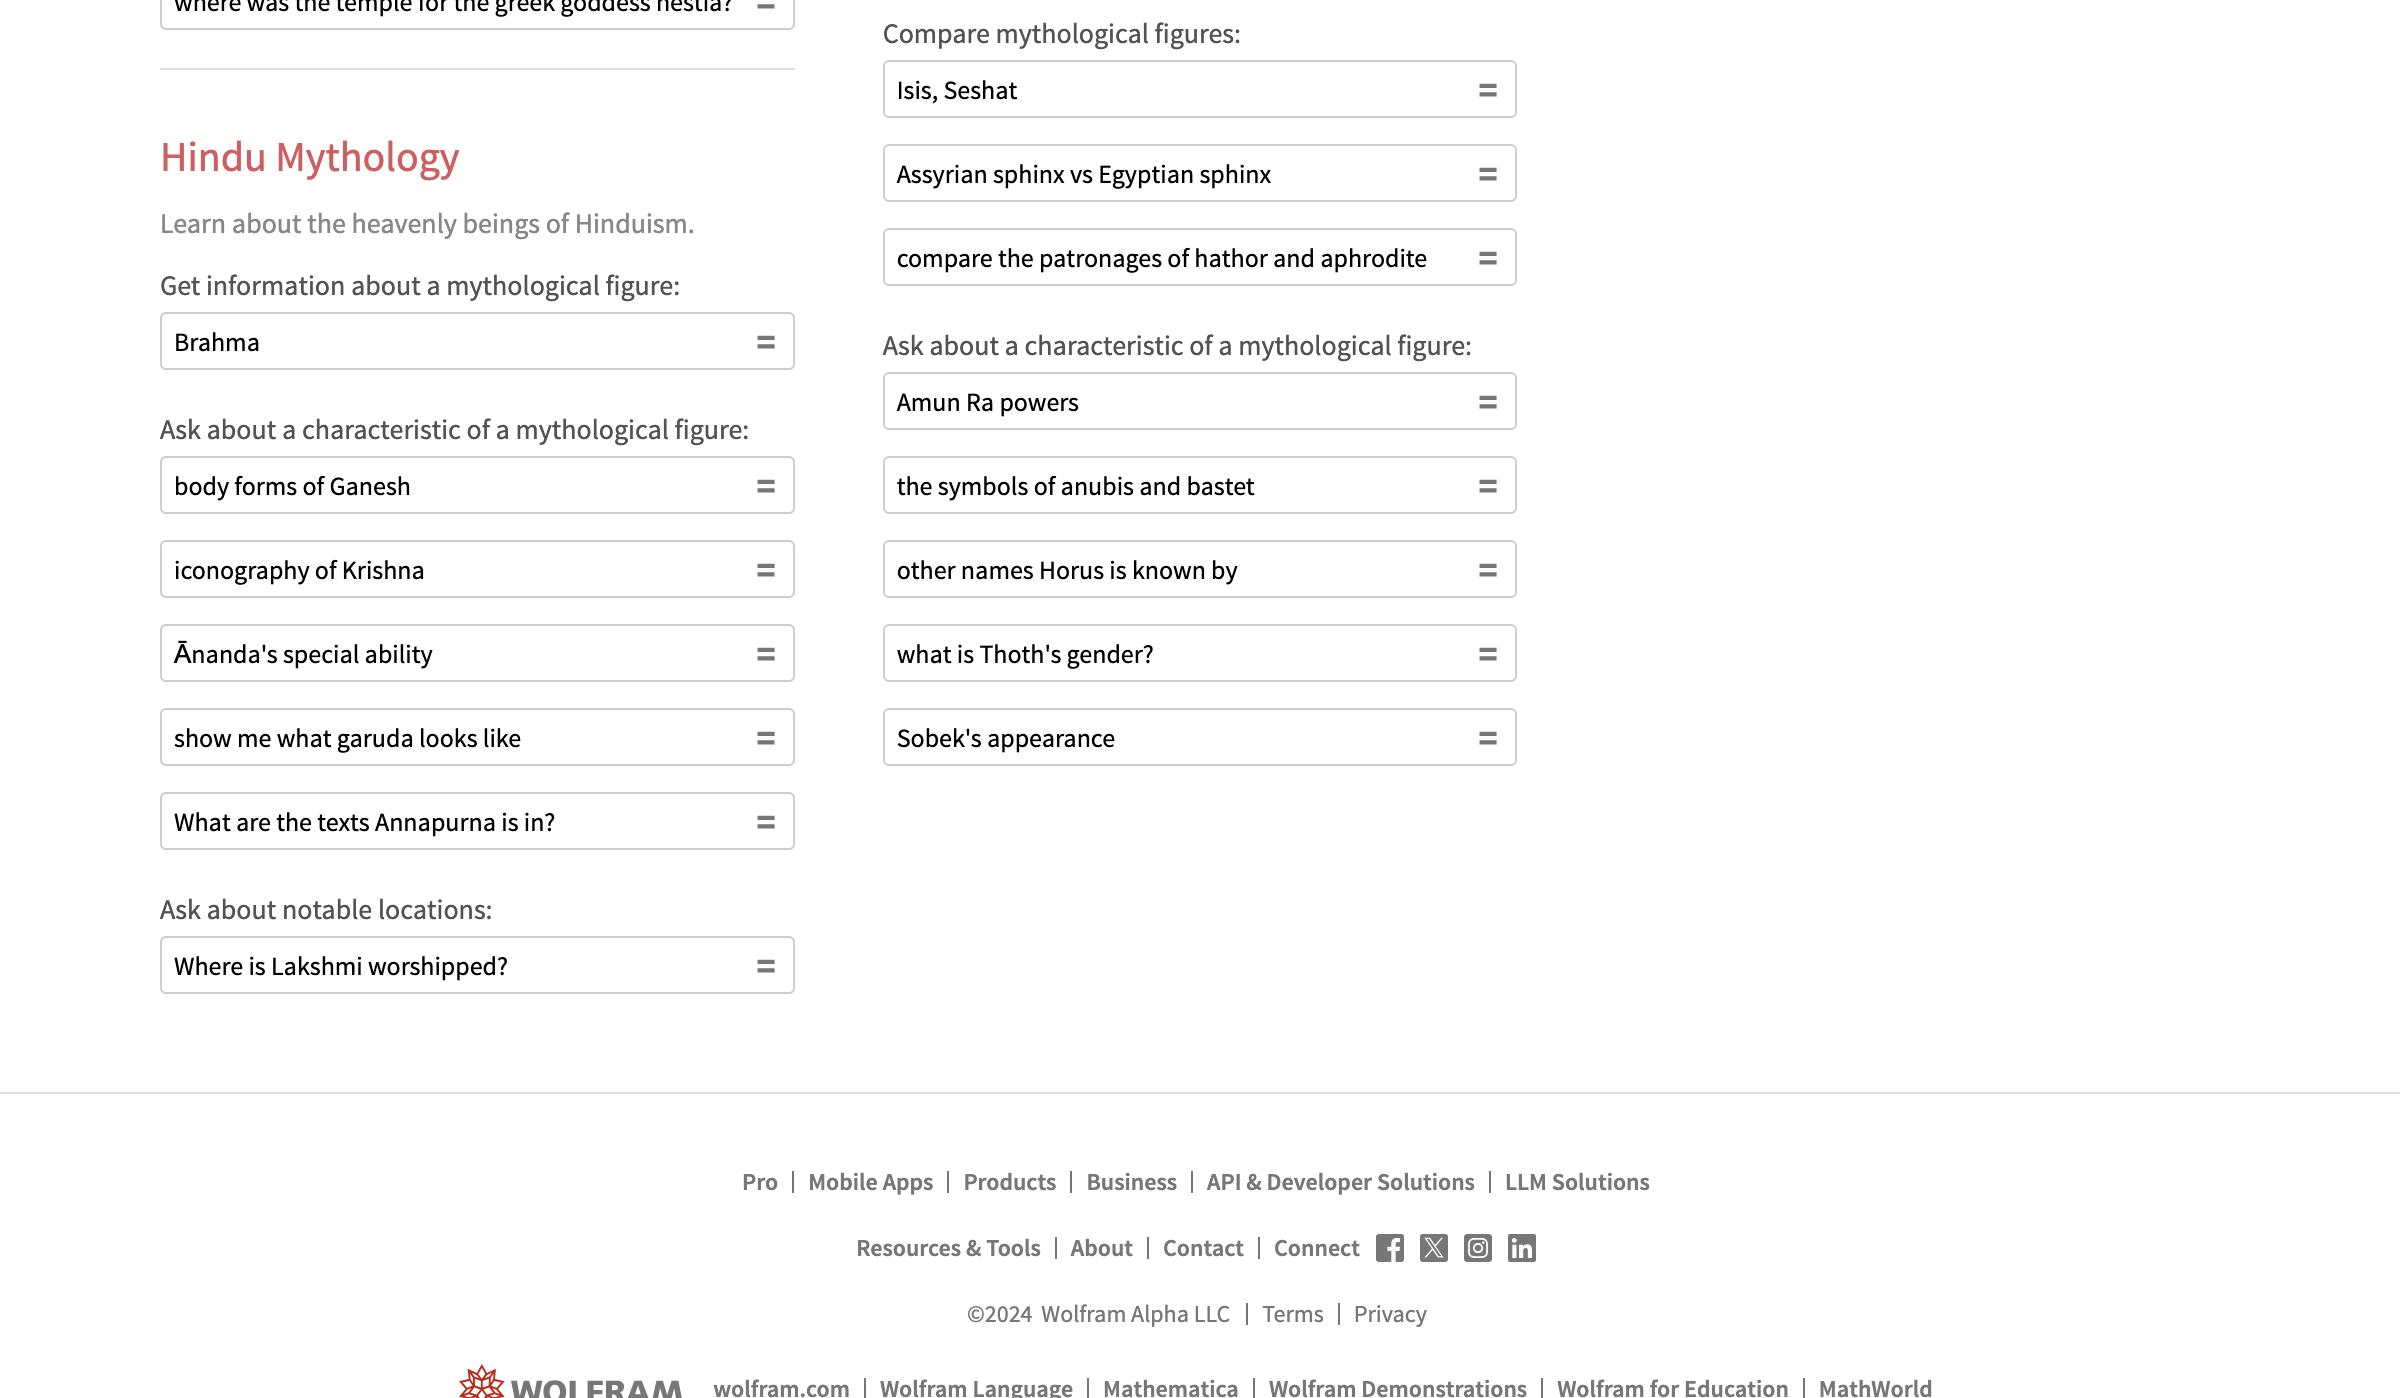 where was the temple for the greek goddess hestia?
Hindu Mythology
Learn about the heavenly beings of Hinduism.
Get information about a mythological figure:
Brahma
Ask about a characteristic of a mythological figure:
body forms of Ganesh
iconography of Krishna
Ānanda's special ability
show me what garuda looks like
What are the texts Annapurna is in?
Ask about notable locations:
Where is Lakshmi worshipped?
Compare mythological figures:
Isis, Seshat
Assyrian sphinx vs Egyptian sphinx
compare the patronages of hathor and aphrodite
Ask about a characteristic of a mythological figure:
Amun Ra powers
the symbols of anubis and bastet
other names Horus is known by
what is Thoth's gender?
Sobek's appearance
Pro | Mobile Apps | Products | Business | API & Developer Solutions | LLM Solutions
Resources & Tools | About | Contact | Connect
©2024 Wolfram Alpha LLC | Terms | Privacy
WOLFRAM wolfram.com | Wolfram Language | Mathematica | Wolfram Demonstrations | Wolfram for Education | MathWorld